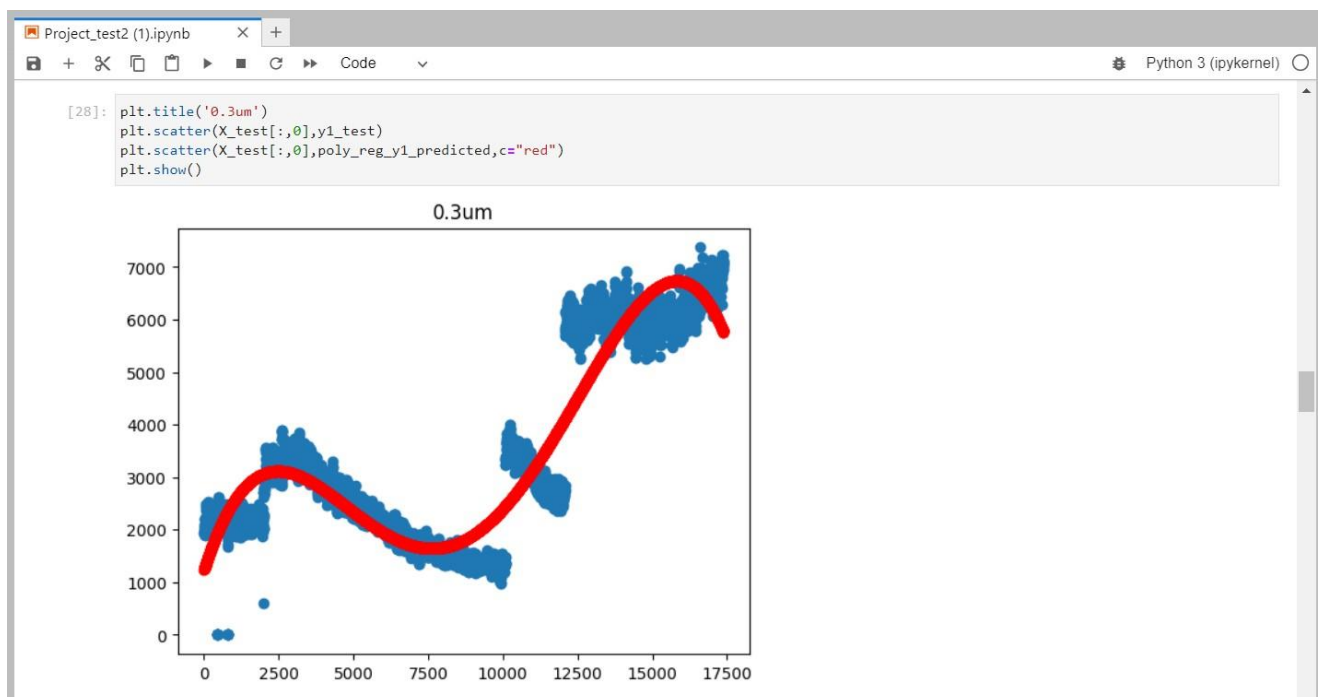 Project_test2 (1).ipynb
Code
Python 3 (ipykernel)
[28]: plt.title('0.3um')
plt.scatter(X_test[:,0],y1_test)
plt.scatter(X_test[:,0],poly_reg_y1_predicted,c="red")
plt.show()
0.3um
7000
6000
5000
4000
3000
2000
1000
0
0 2500 5000 7500 10000 12500 15000 17500